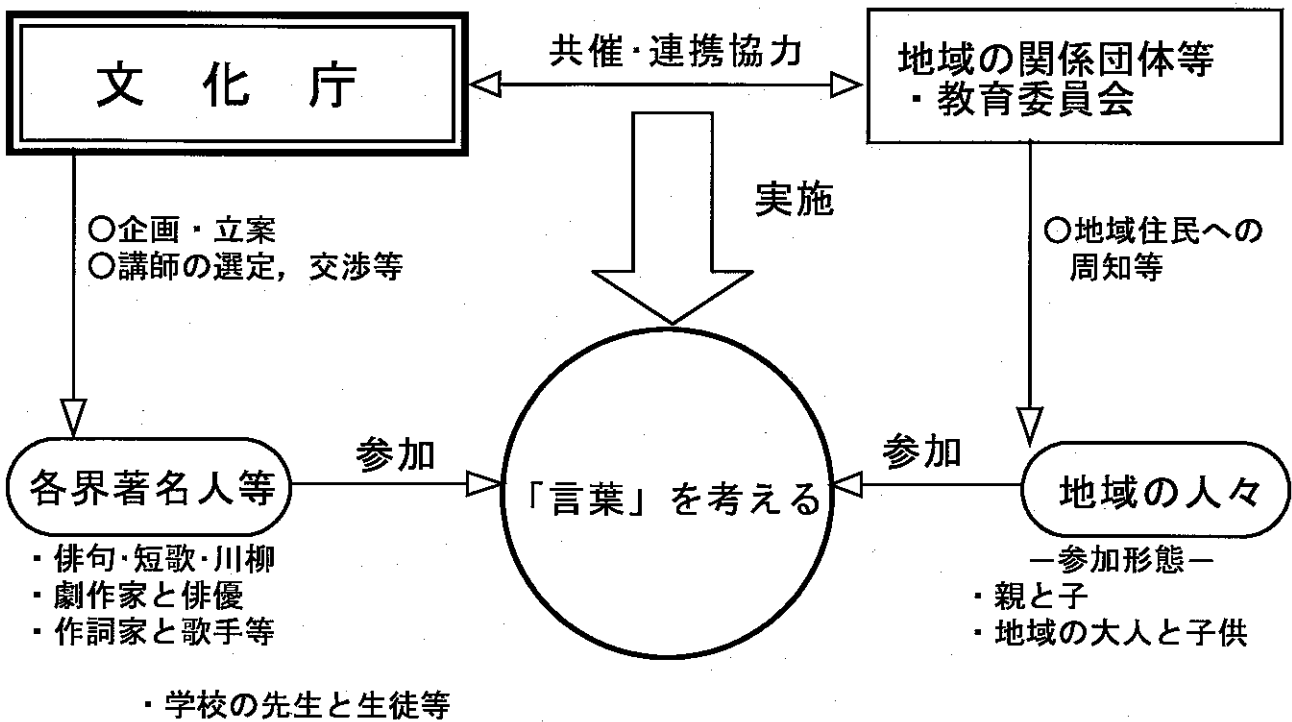 文化庁
共催・連携協力
地域の関係団体等
・教育委員会
実施
○企画・立案
○講師の選定，交渉等
○地域住民への
周知等
各界著名人等
参加
「言葉」を考える
参加
地域の人々
・俳句・短歌・川柳
・劇作家と俳優
・作詞家と歌手等
－参加形態－
・親と子
・地域の大人と子供
・学校の先生と生徒等